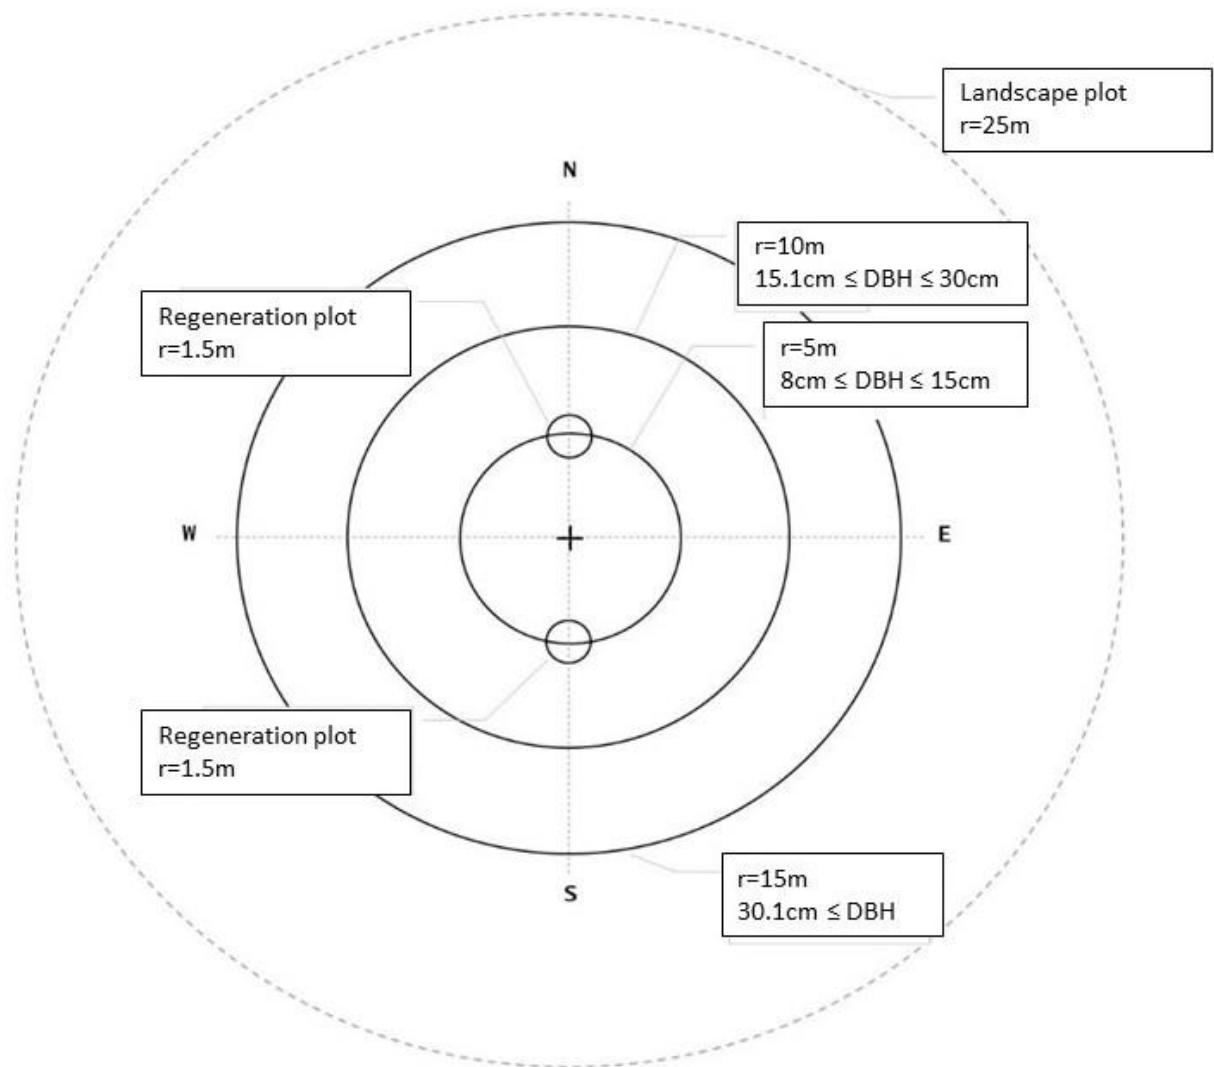 Landscape plot
r=25m
N
r=10m
15.1cm ≤ DBH ≤ 30cm
Regeneration plot
r=1.5m
r=5m
8cm ≤ DBH ≤ 15cm
W
E
Regeneration plot
r=1.5m
r=15m
30.1cm ≤ DBH
S